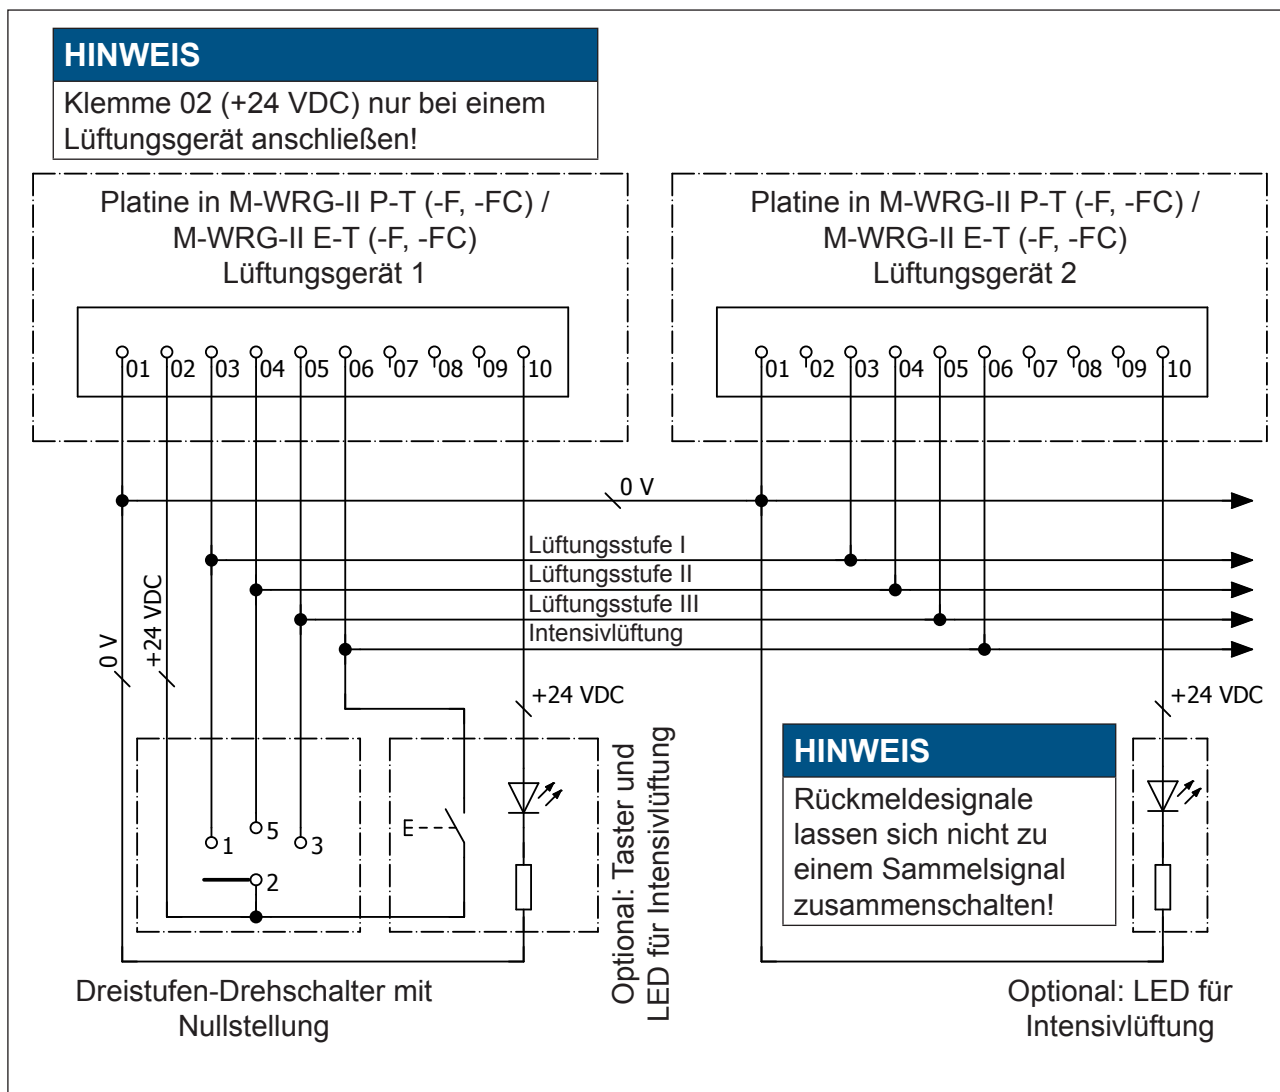 HINWEIS
Klemme 02 (+24 VDC) nur bei einem
Lüftungsgerät anschließen!
Platine in M-WRG-II P-T (-F, -FC) /
M-WRG-II E-T (-F, -FC)
Lüftungsgerät 1
Platine in M-WRG-II P-T (-F, -FC) /
M-WRG-II E-T (-F, -FC)
Lüftungsgerät 2
01 02 03 04 05 06 07 08 09 10
01 02 03 04 05 06 07 08 09 10
0 V
Lüftungsstufe I
Lüftungsstufe II
Lüftungsstufe III
Intensivlüftung
0 V
+24 VDC
+24 VDC
+24 VDC
1
5
3
2
E
Optional: Taster und
LED für Intensivlüftung
HINWEIS
Rückmeldesignale
lassen sich nicht zu
einem Sammelsignal
zusammenschalten!
Dreistufen-Drehschalter mit
Nullstellung
Optional: LED für
Intensivlüftung